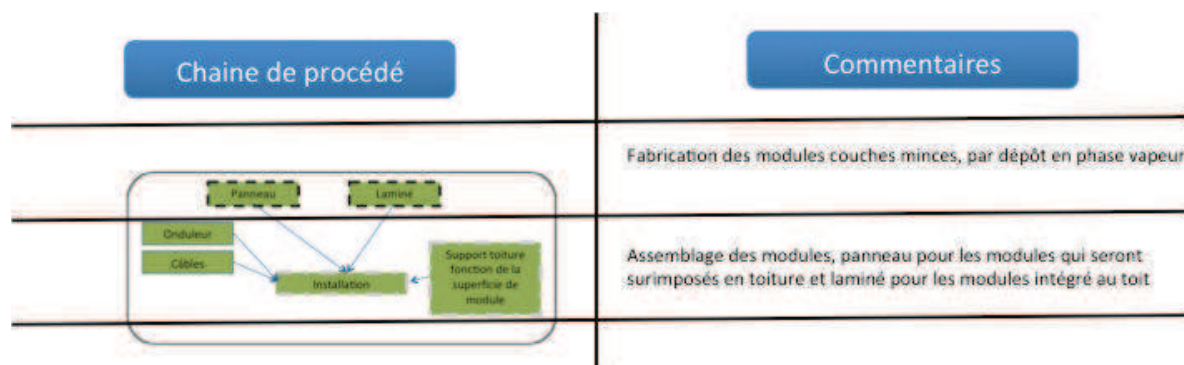 Chaine de procédé
Commentaires
Fabrication des modules couches minces, par dépôt en phase vapeur
Panneau
Laminé
Onduleur
Câbles
Installation
Support toiture
fonction de la
superficie de
module
Assemblage des modules, panneau pour les modules qui seront
surimposés en toiture et laminé pour les modules intégré au toit